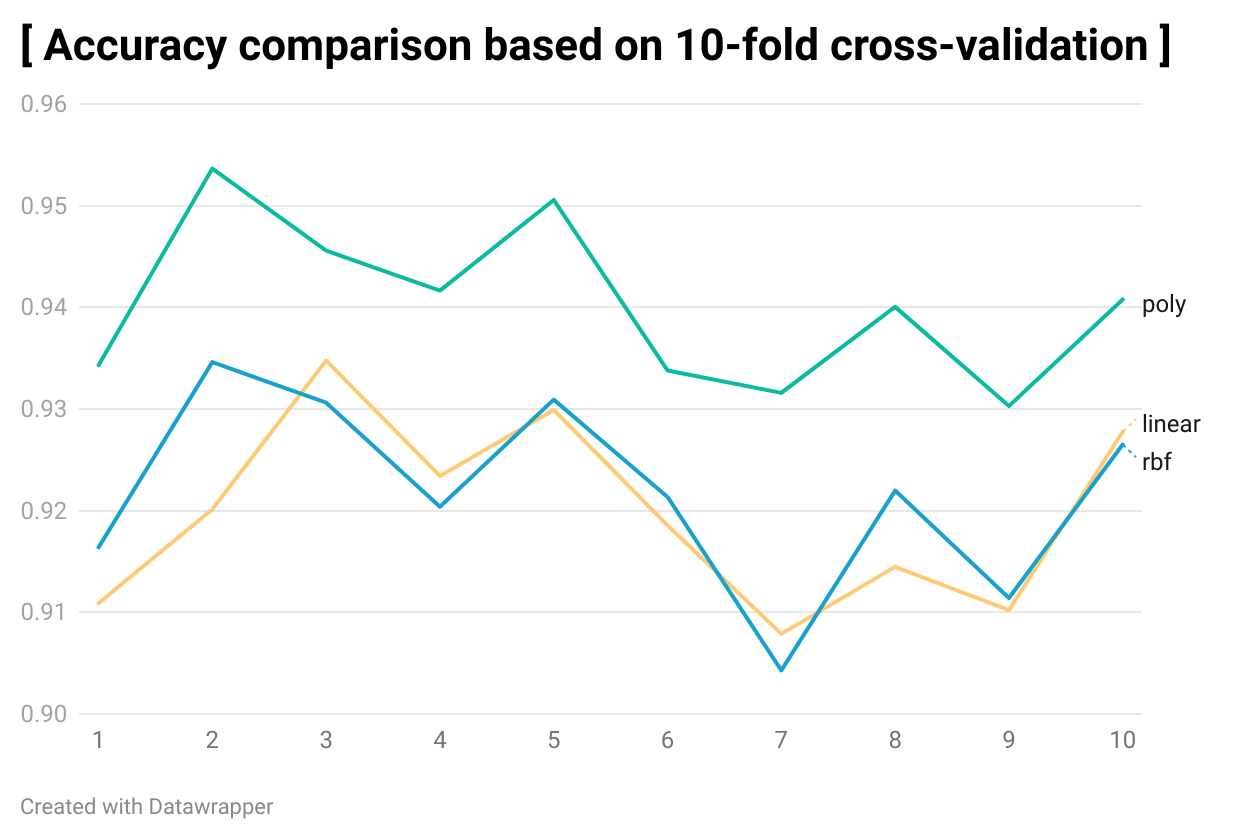 [ Accuracy comparison based on 10-fold cross-validation ]
0.96
0.95
0.94
poly
0.93
linear
rbf
0.92
0.91
0.90
1 2 3 4 5 6 7 8 9 10
Created with Datawrapper